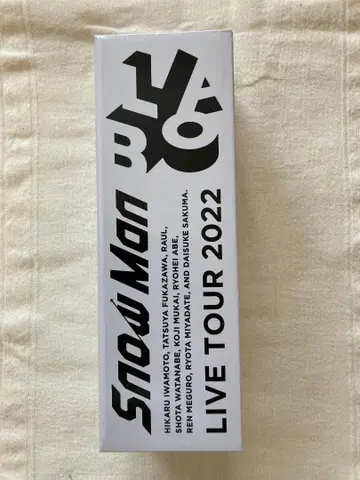 Snow Man
HIKARU IWAMOTO, TATSUYA FUKAZAWA, RAUL,
SHOTA WATANABE, KOJI MUKAI, RYOHEI ABE,
REN MEGURO, RYOTA MIYADATE, AND DAISUKE SAKUMA.
LIVE TOUR 2022